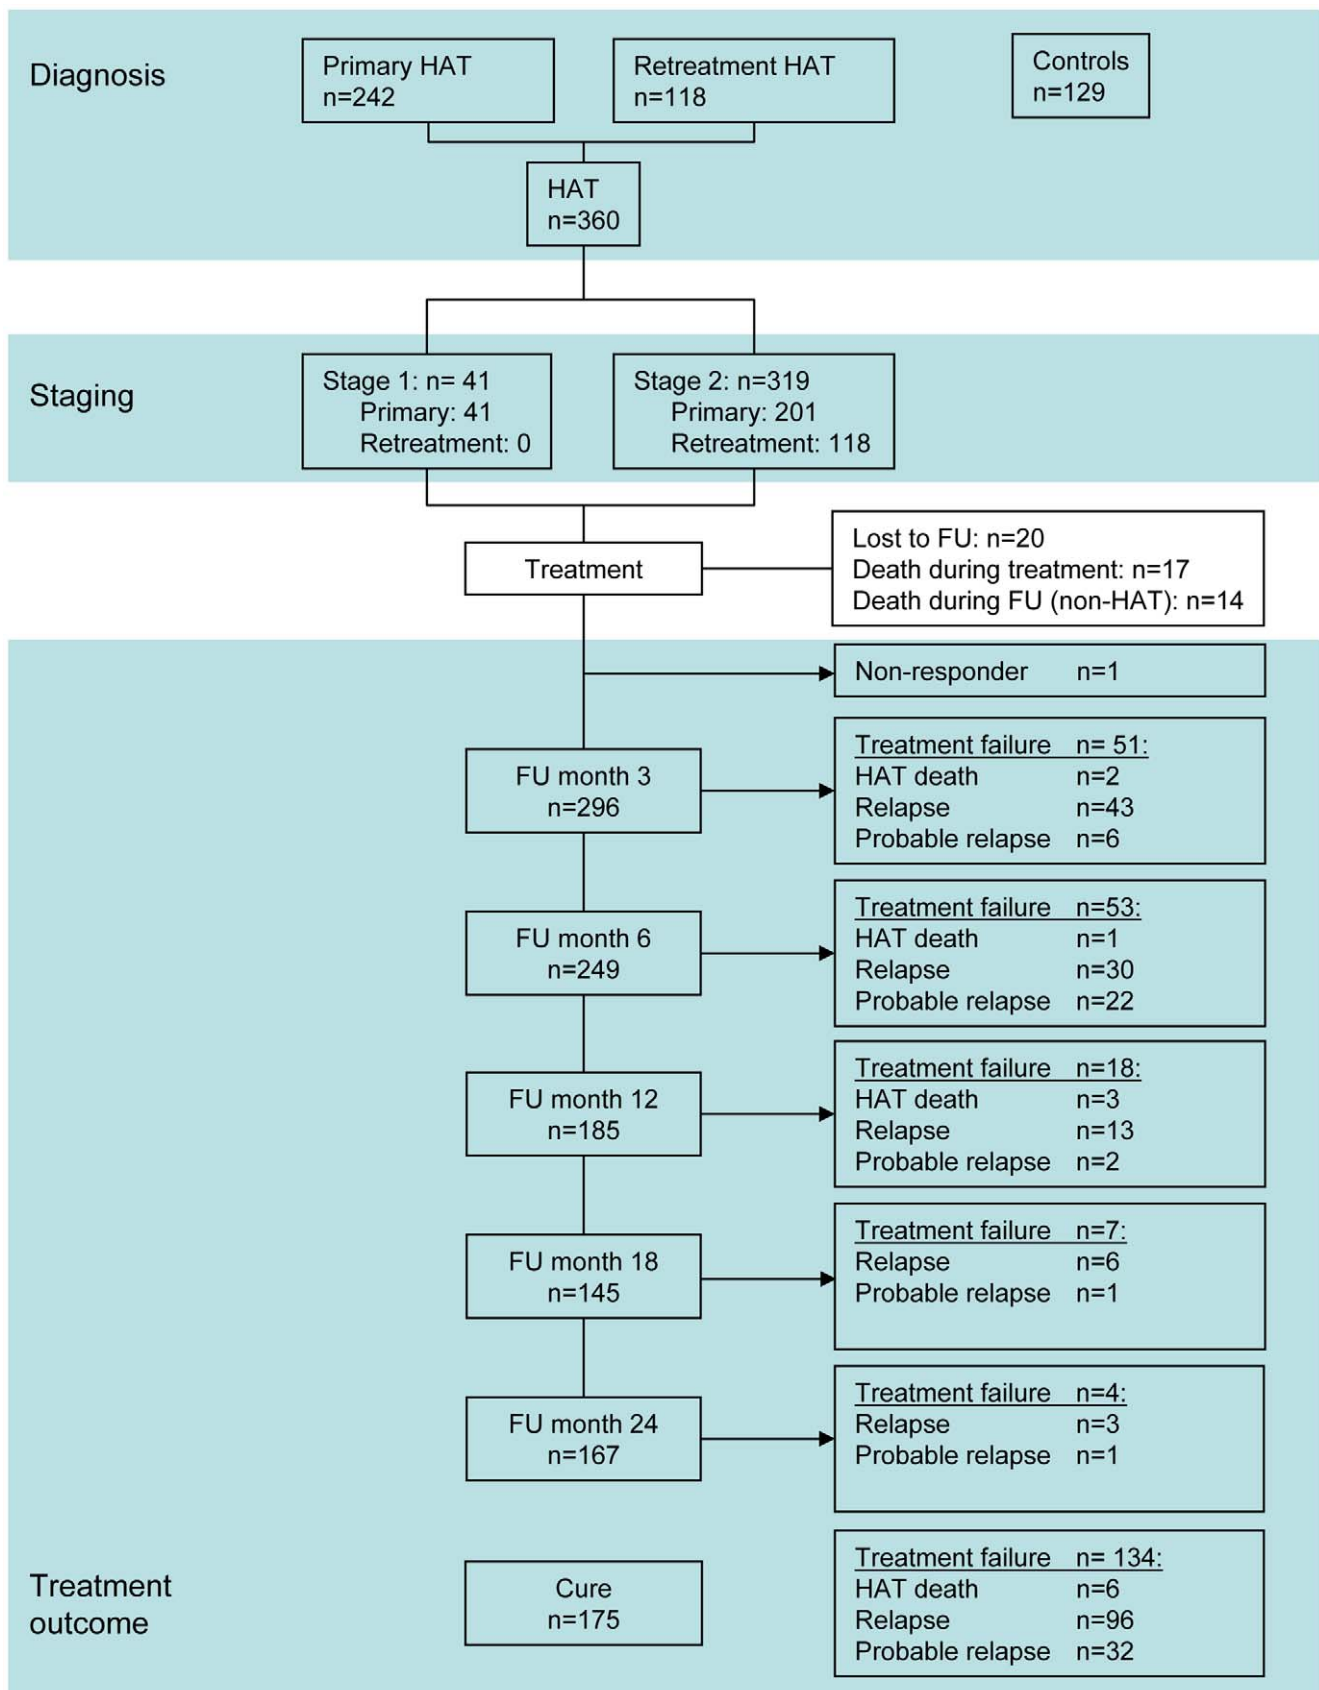 Diagnosis
Primary HAT
n=242
Retreatment HAT
n=118
Controls
n=129
HAT
n=360
Staging
Stage 1: n= 41
Primary: 41
Retreatment: 0
Stage 2: n=319
Primary: 201
Retreatment: 118
Treatment
Lost to FU: n=20
Death during treatment: n=17
Death during FU (non-HAT): n=14
Non-responder n=1
FU month 3
n=296
Treatment failure n= 51:
HAT death n=2
Relapse n=43
Probable relapse n=6
FU month 6
n=249
Treatment failure n=53:
HAT death n=1
Relapse n=30
Probable relapse n=22
FU month 12
n=185
Treatment failure n=18:
HAT death n=3
Relapse n=13
Probable relapse n=2
FU month 18
n=145
Treatment failure n=7:
Relapse n=6
Probable relapse n=1
FU month 24
n=167
Treatment failure n=4:
Relapse n=3
Probable relapse n=1
Treatment
outcome
Cure
n=175
Treatment failure n= 134:
HAT death n=6
Relapse n=96
Probable relapse n=32